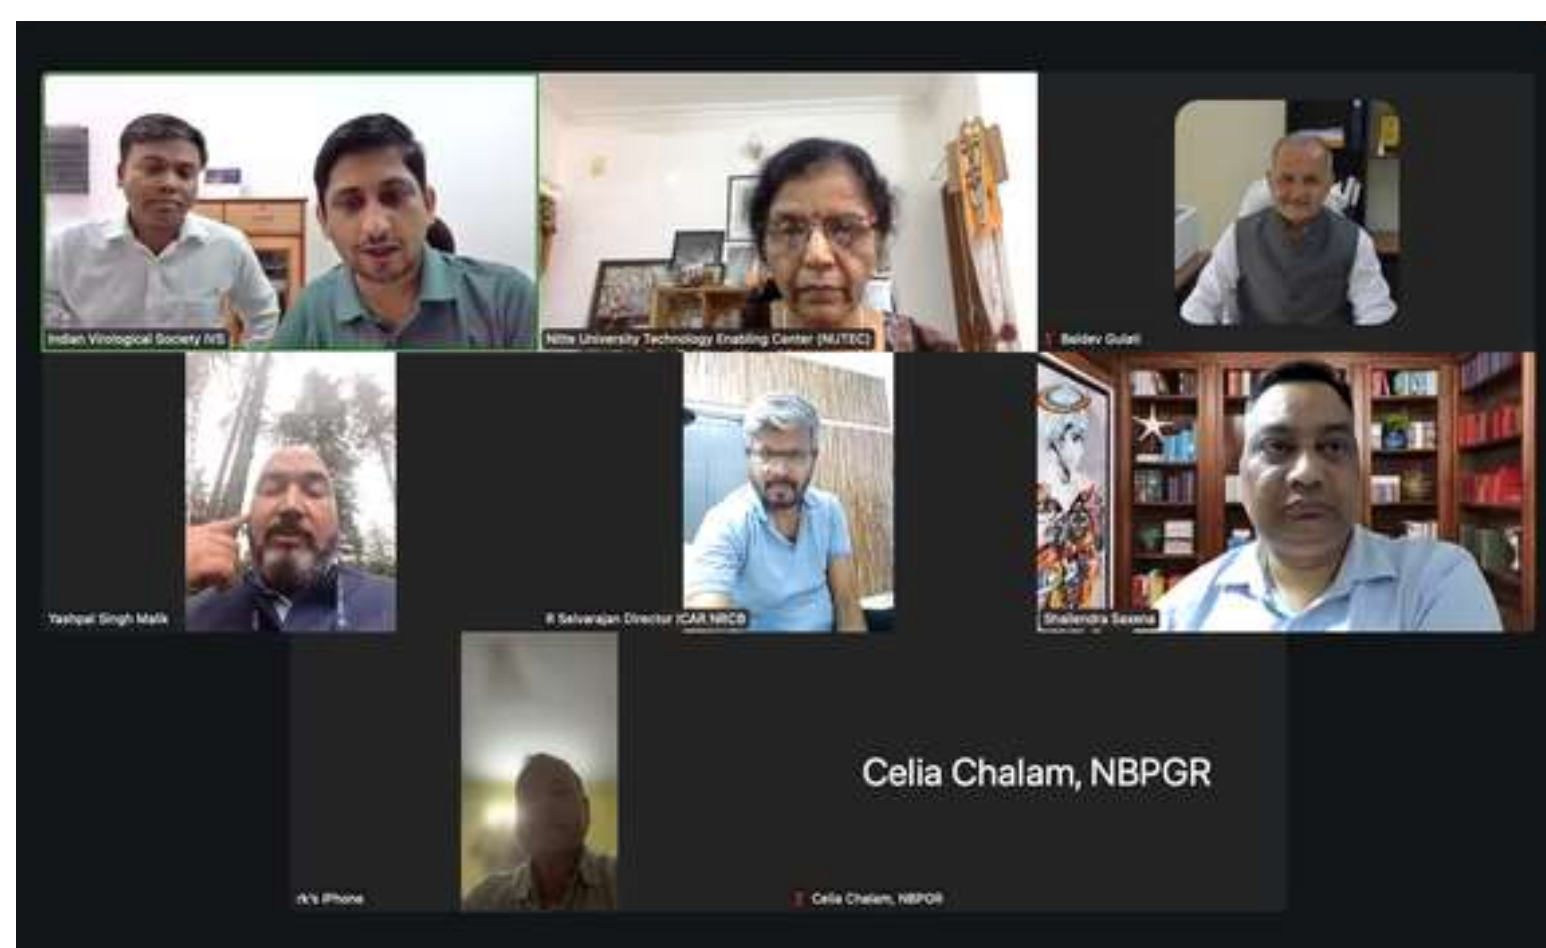 Indian Virological Society IVS
Nitte University Technology Enabling Center (NUTEC)
Baldev Gulati
Yashpal Singh Malik
R Selvarajan Director ICAR NRCB
Shailendra Saxena
rk's iPhone
Celia Chalam, NBPGR
Celia Chalam, NBPGR